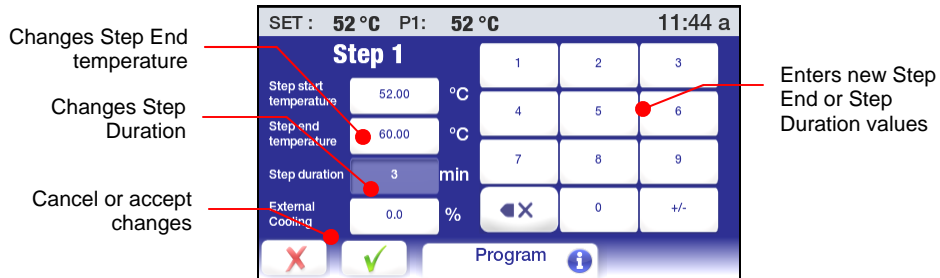 SET : 52 °C P1: 52 °C 11:44 a
Changes Step End
temperature
Changes Step
Duration
Cancel or accept
changes
Step 1
Step start
temperature
52.00
°C
Step end
temperature
60.00
°C
Step duration
3
min
External
Cooling
0.0
%
1 2 3
4 5 6
7 8 9
0 +/-
Program
Enters new Step
End or Step
Duration values